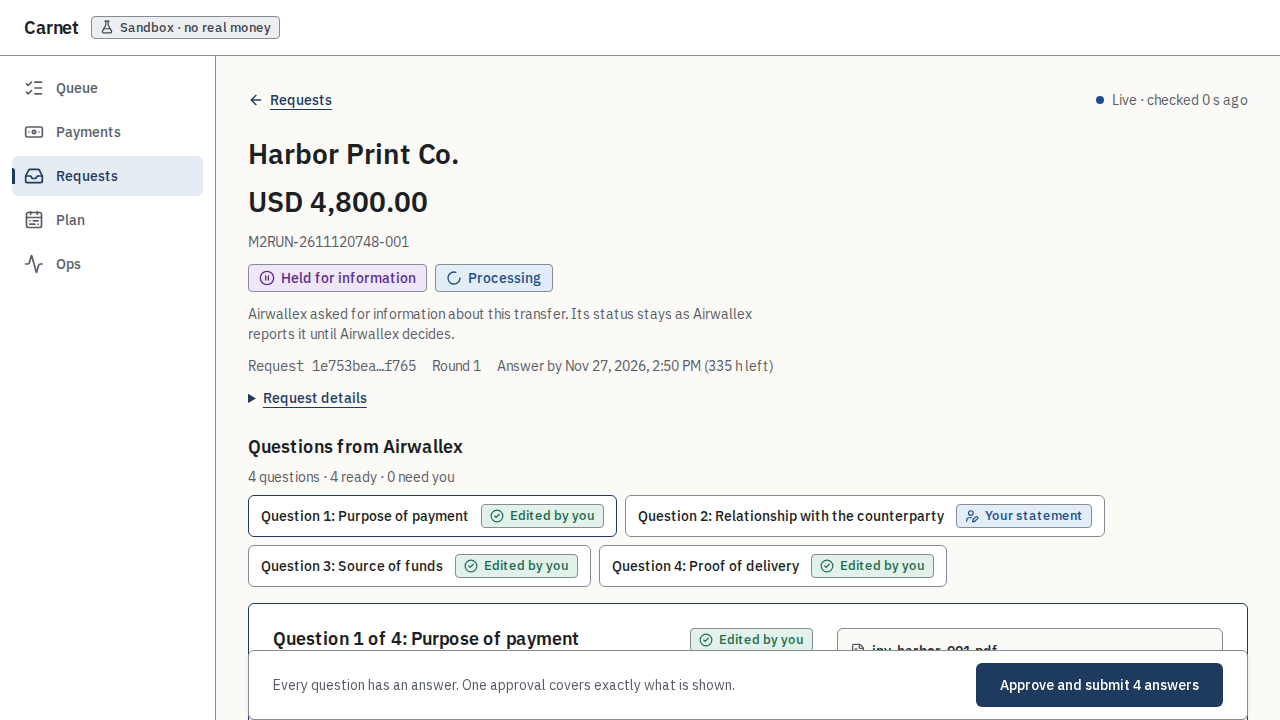 Carnet
Sandbox · no real money
Queue
Payments
Requests
Plan
Ops
Requests
Live · checked 0 s ago
Harbor Print Co.
USD 4,800.00
M2RUN-2611120748-001
Held for information
Processing
Airwallex asked for information about this transfer. Its status stays as Airwallex
reports it until Airwallex decides.
Request 1e753bea…f765 Round 1 Answer by Nov 27, 2026, 2:50 PM (335 h left)
Request details
Questions from Airwallex
4 questions · 4 ready · 0 need you
Question 1: Purpose of payment Edited by you
Question 2: Relationship with the counterparty Your statement
Question 3: Source of funds Edited by you
Question 4: Proof of delivery Edited by you
Question 1 of 4: Purpose of payment Edited by you
inv-harbor-001.pdf
Every question has an answer. One approval covers exactly what is shown.
Approve and submit 4 answers